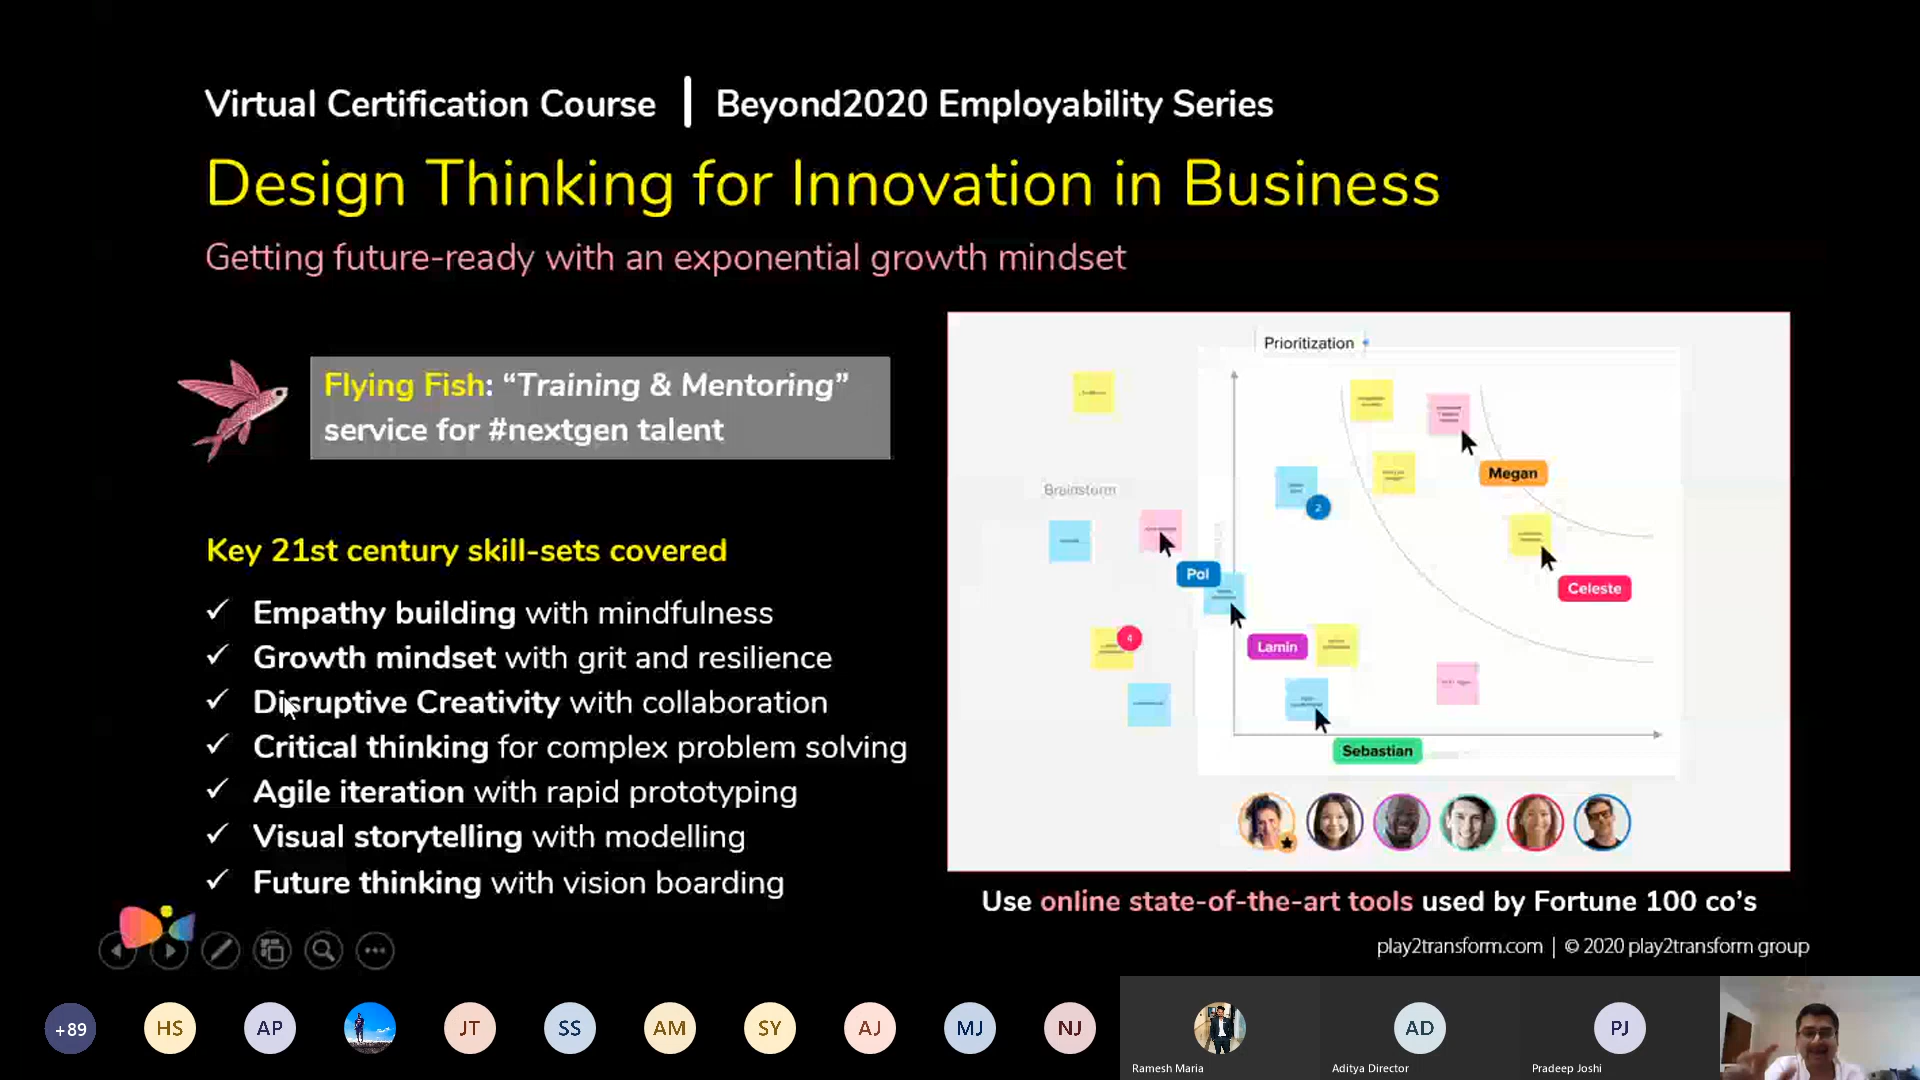 Virtual Certification Course | Beyond2020 Employability Series
Design Thinking for Innovation in Business
Getting future-ready with an exponential growth mindset
Flying Fish: “Training & Mentoring”
service for #nextgen talent
Key 21st century skill-sets covered
✓ Empathy building with mindfulness
✓ Growth mindset with grit and resilience
✓ Disruptive Creativity with collaboration
✓ Critical thinking for complex problem solving
✓ Agile iteration with rapid prototyping
✓ Visual storytelling with modelling
✓ Future thinking with vision boarding
Prioritization
Brainstorm
Megan
2
Pol
Celeste
4
Lamin
Sebastian
Use online state-of-the-art tools used by Fortune 100 co’s
play2transform.com | © 2020 play2transform group
+89
HS
AP
JT
SS
AM
SY
AJ
MJ
NJ
Ramesh Maria
AD
Aditya Director
PJ
Pradeep Joshi